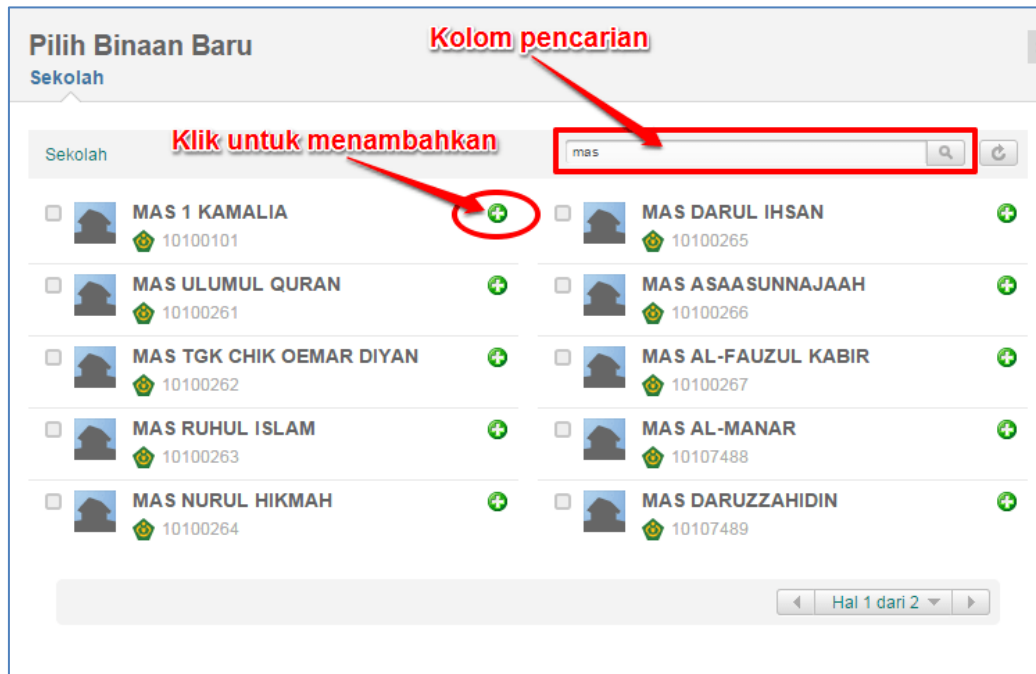 Pilih Binaan Baru
Kolom pencarian
Sekolah
Klik untuk menambahkan
Sekolah
mas
MAS 1 KAMALIA
10100101
MAS DARUL IHSAN
10100265
MAS ULUMUL QURAN
10100261
MAS ASAASUNNAJAAH
10100266
MAS TGK CHIK OEMAR DIYAN
10100262
MAS AL-FAUZUL KABIR
10100267
MAS RUHUL ISLAM
10100263
MAS AL-MANAR
10107488
MAS NURUL HIKMAH
10100264
MAS DARUZZAHIDIN
10107489
Hal 1 dari 2